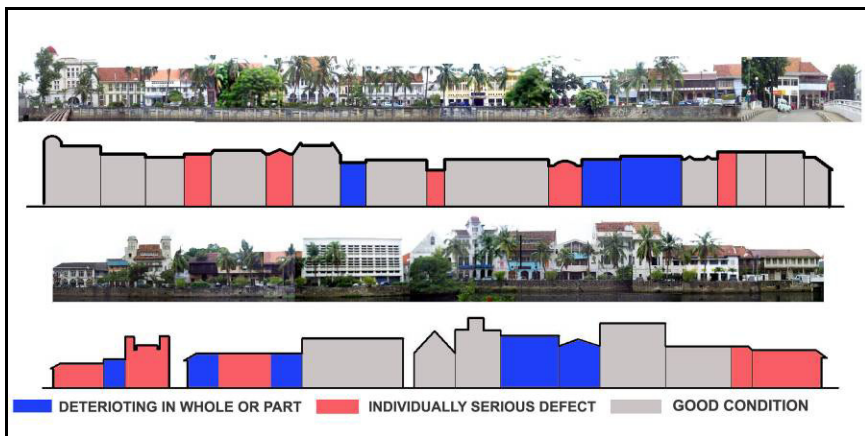 DETERIOTING IN WHOLE OR PART INDIVIDUALLY SERIOUS DEFECT GOOD CONDITION